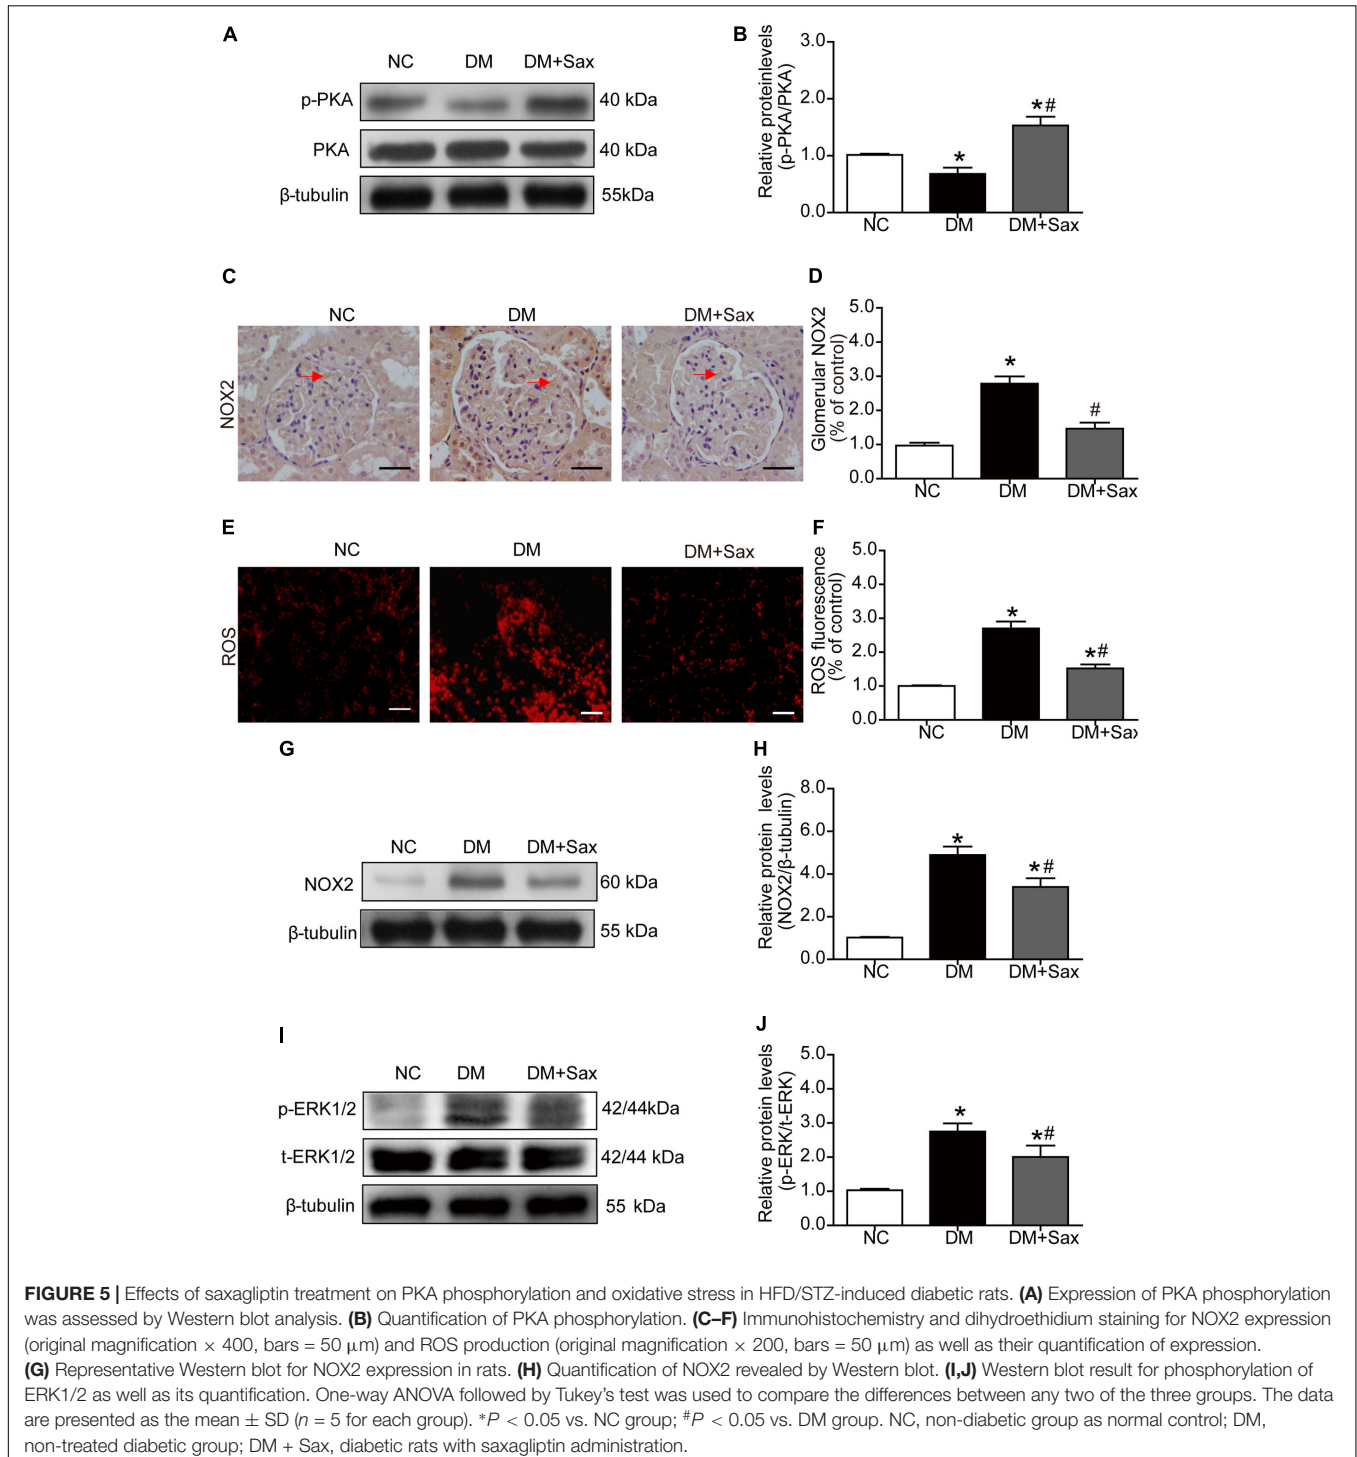 A
NC DM DM+Sax
p-PKA 40 kDa
PKA 40 kDa
β-tubulin 55kDa
B
Relative proteinlevels
(p-PKA/PKA)
3.0
2.0
1.0
0.0
*
*#
NC DM DM+Sax
C
NC DM DM+Sax
NOX2
D
Glomerular NOX2
(% of control)
5.0
4.0
3.0
2.0
1.0
0.0
*
#
NC DM DM+Sax
E
NC DM DM+Sax
ROS
F
ROS fluorescence
(% of control)
5.0
4.0
3.0
2.0
1.0
0.0
*
*#
NC DM DM+Sax
G
NC DM DM+Sax
NOX2 60 kDa
β-tubulin 55 kDa
H
Relative protein levels
(NOX2/β-tubulin)
8.0
6.0
4.0
2.0
0.0
*
*#
NC DM DM+Sax
I
NC DM DM+Sax
p-ERK1/2 42/44kDa
t-ERK1/2 42/44 kDa
β-tubulin 55 kDa
J
Relative protein levels
(p-ERK/t-ERK)
5.0
4.0
3.0
2.0
1.0
0.0
*
*#
NC DM DM+Sax
FIGURE 5 | Effects of saxagliptin treatment on PKA phosphorylation and oxidative stress in HFD/STZ-induced diabetic rats. (A) Expression of PKA phosphorylation
was assessed by Western blot analysis. (B) Quantification of PKA phosphorylation. (C–F) Immunohistochemistry and dihydroethidium staining for NOX2 expression
(original magnification × 400, bars = 50 μm) and ROS production (original magnification × 200, bars = 50 μm) as well as their quantification of expression.
(G) Representative Western blot for NOX2 expression in rats. (H) Quantification of NOX2 revealed by Western blot. (I,J) Western blot result for phosphorylation of
ERK1/2 as well as its quantification. One-way ANOVA followed by Tukey's test was used to compare the differences between any two of the three groups. The data
are presented as the mean ± SD (n = 5 for each group). *P < 0.05 vs. NC group; #P < 0.05 vs. DM group. NC, non-diabetic group as normal control; DM,
non-treated diabetic group; DM + Sax, diabetic rats with saxagliptin administration.